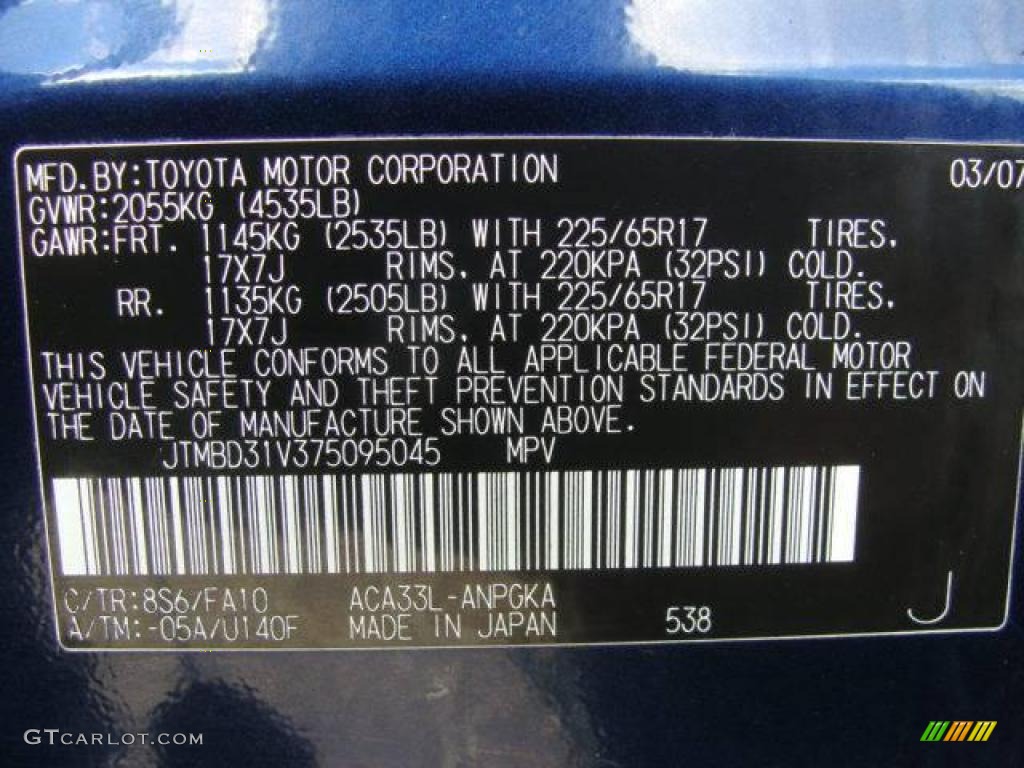 MFD.BY:TOYOTA MOTOR CORPORATION 03/07
GVWR:2055KG (4535LB)
GAWR:FRT. 1145KG (2535LB) WITH 225/65R17 TIRES.
17X7J RIMS, AT 220KPA (32PSI) COLD.
RR. 1135KG (2505LB) WITH 225/65R17 TIRES.
17X7J RIMS, AT 220KPA (32PSI) COLD.
THIS VEHICLE CONFORMS TO ALL APPLICABLE FEDERAL MOTOR
VEHICLE SAFETY AND THEFT PREVENTION STANDARDS IN EFFECT ON
THE DATE OF MANUFACTURE SHOWN ABOVE.
JTMBD31V375095045 MPV
C/TR:8S6/FA10 ACA33L-ANPGKA
A/TM:-05A/U140F MADE IN JAPAN 538 J
GTCARLOT.COM